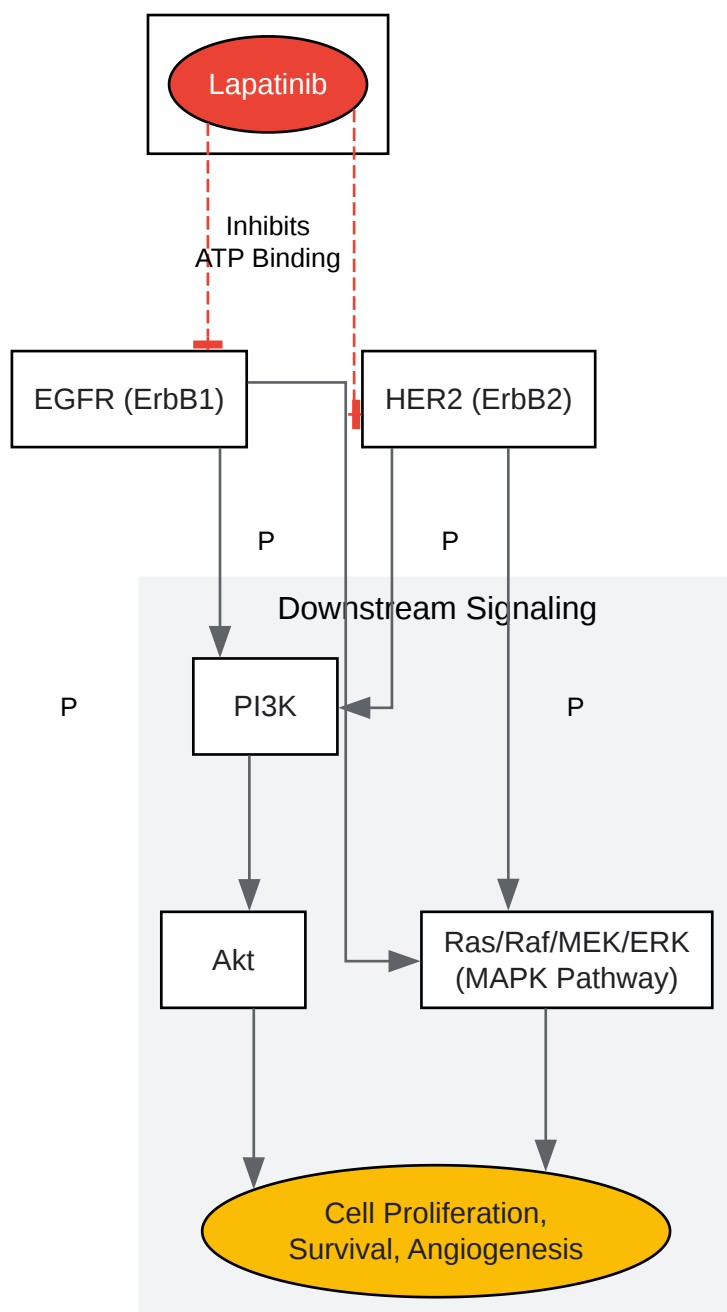 Lapatinib
Inhibits
ATP Binding
EGFR (ErbB1)
HER2 (ErbB2)
P
P
Downstream Signaling
PI3K
P
P
Akt
Ras/Raf/MEK/ERK
(MAPK Pathway)
Cell Proliferation,
Survival, Angiogenesis